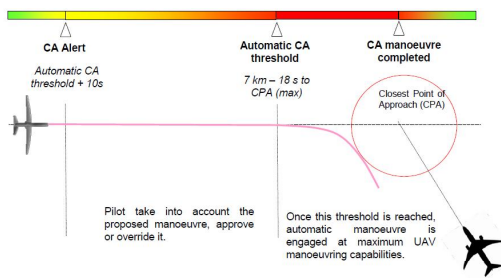 CA Alert
Automatic CA
threshold + 10s
Automatic CA
threshold
7 km – 18 s to
CPA (max)
CA manoeuvre
completed
Closest Point of
Approach (CPA)
Pilot take into account the
proposed manoeuvre, approve
or override it.
Once this threshold is reached,
automatic manoeuvre is
engaged at maximum UAV
manoeuvring capabilities.